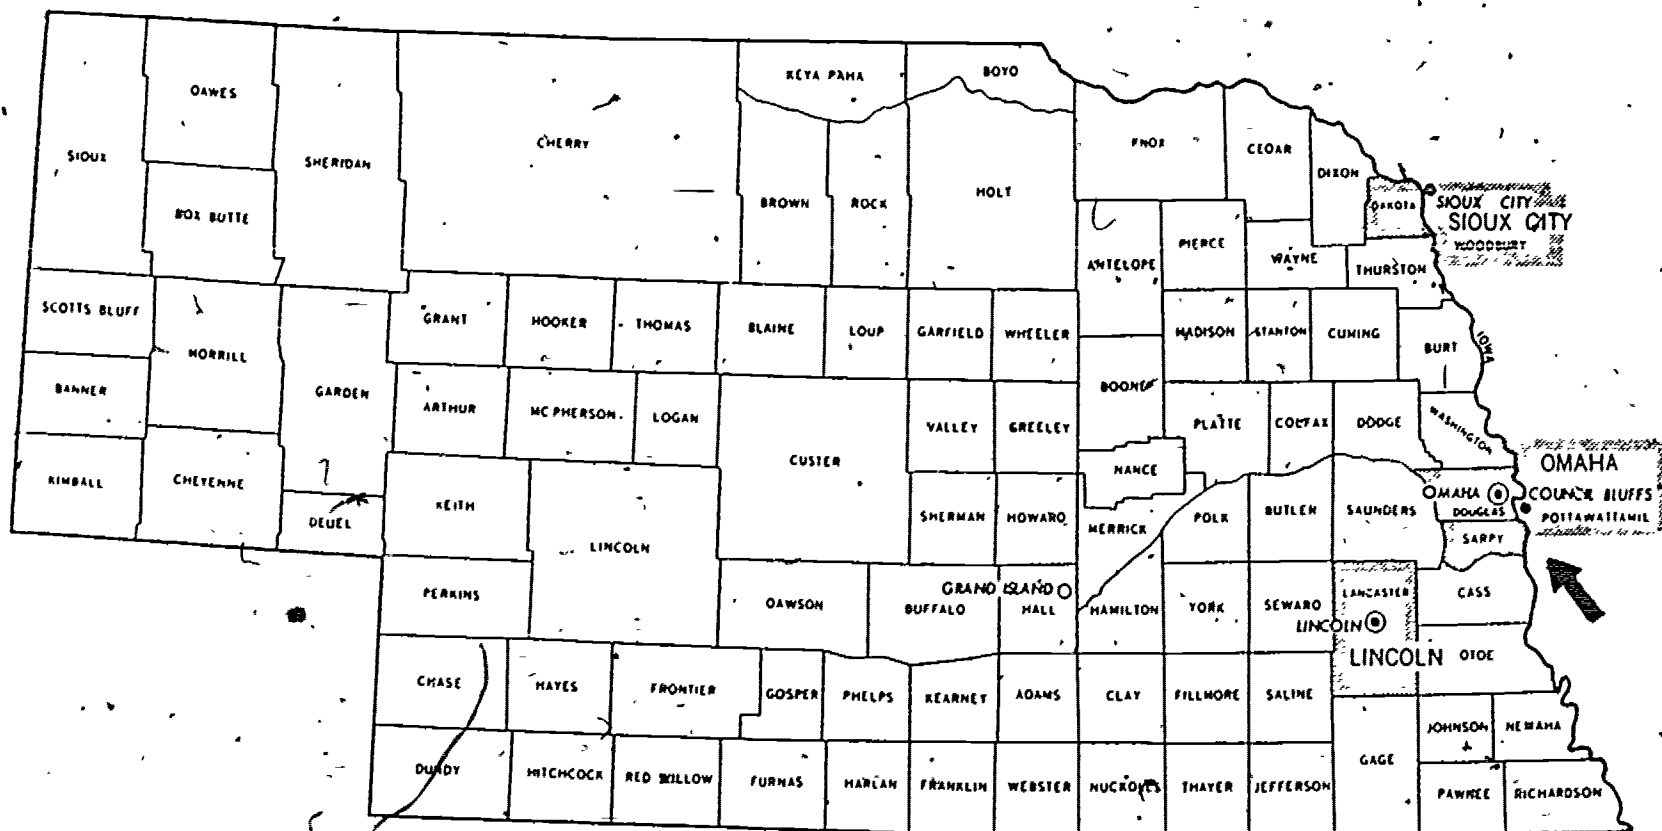 KEYA PAHA
BOYD
OAWES
CHERRY
SIOUX
SHERIDAN
KNOX
CEDAR
DIXON
BOX BUTTE
BROWN
ROCK
HOLT
DAKOTA
SIOUX CITY
SIOUX CITY
WOODBURY
PIERCE
ANTELOPE
WAYNE
THURSTON
SCOTTS BLUFF
MORRILL
GRANT
HOOKER
THOMAS
BLAINE
LOUP
GARFIELD
WHEELER
MADISON
STANTON
CUMING
BURT
IOWA
BANNER
GARDEN
ARTHUR
MC PHERSON
LOGAN
BOONE
VALLEY
GREELEY
PLATTE
COLFAX
DODGE
WASHINGTON
CUSTER
NANCE
OMAHA
KIMBALL
CHEYENNE
DEUEL
KEITH
LINCOLN
SHERMAN
HOWARD
MERRICK
POLK
BUTLER
SAUNDERS
OMAHA
DOUGLAS
COUNCIL BLUFFS
POTTAWATTAMIE
SARPY
PERKINS
OAWSON
GRAND ISLAND
BUFFALO
HALL
HAMILTON
YORK
SEWARD
LANCASTER
LINCOLN
CASS
LINCOLN
OTOE
CHASE
HAYES
FRONTIER
GOSPER
PHELPS
KEARNEY
ADAMS
CLAY
FILLMORE
SALINE
JOHNSON
NEMAHA
DUNDY
HITCHCOCK
RED WILLOW
FURNAS
HARLAN
FRANKLIN
WEBSTER
NUCKOLLS
THAYER
JEFFERSON
GAGE
PAWNEE
RICHARDSON